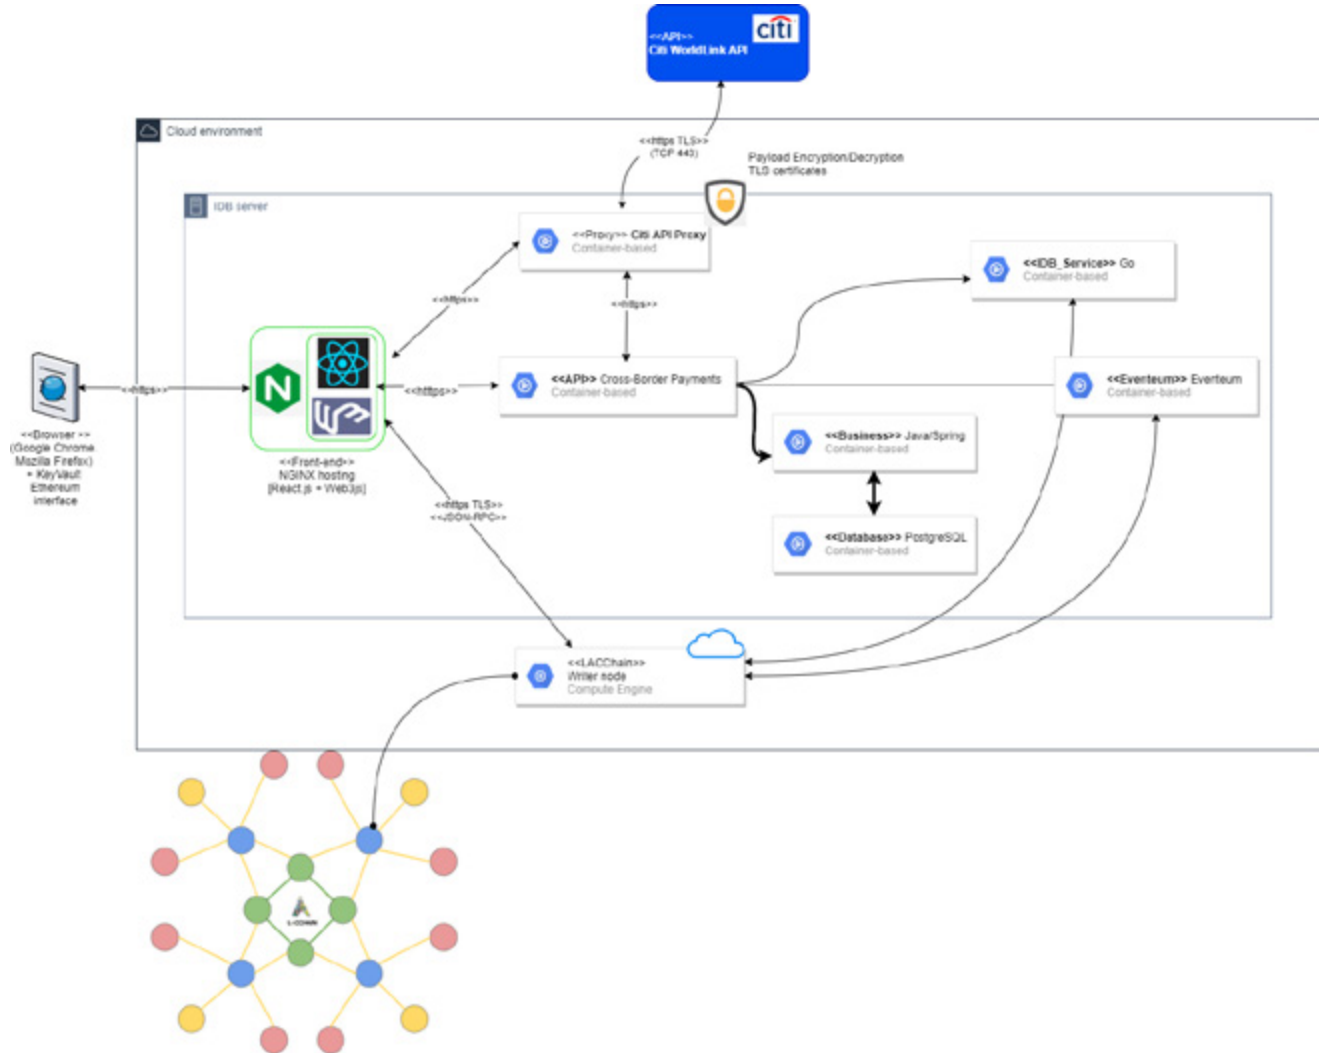 <<API>>
Citi WorldLink API
citi
Cloud environment
<<https TLS>>
(TCP 443)
Payload Encryption/Decryption
TLS certificates
IDB server
<<Proxy>> Citi API Proxy
Container-based
<<IDB_Service>> Go
Container-based
<<https>>
<<https>>
<<https>>
N
<<https>>
<<API>> Cross-Border Payments
Container-based
<<Eventeum>> Everteum
Container-based
<<Browser >>
(Google Chrome,
Mozilla Firefox)
+ KeyVault
Ethereum
interface
<<Front-end>>
NGINX hosting
[React.js + Web3js]
<<Business>> Java/Spring
Container-based
<<https TLS>>
<<JSON-RPC>>
<<Database>> PostgreSQL
Container-based
<<LACChain>>
Writer node
Compute Engine